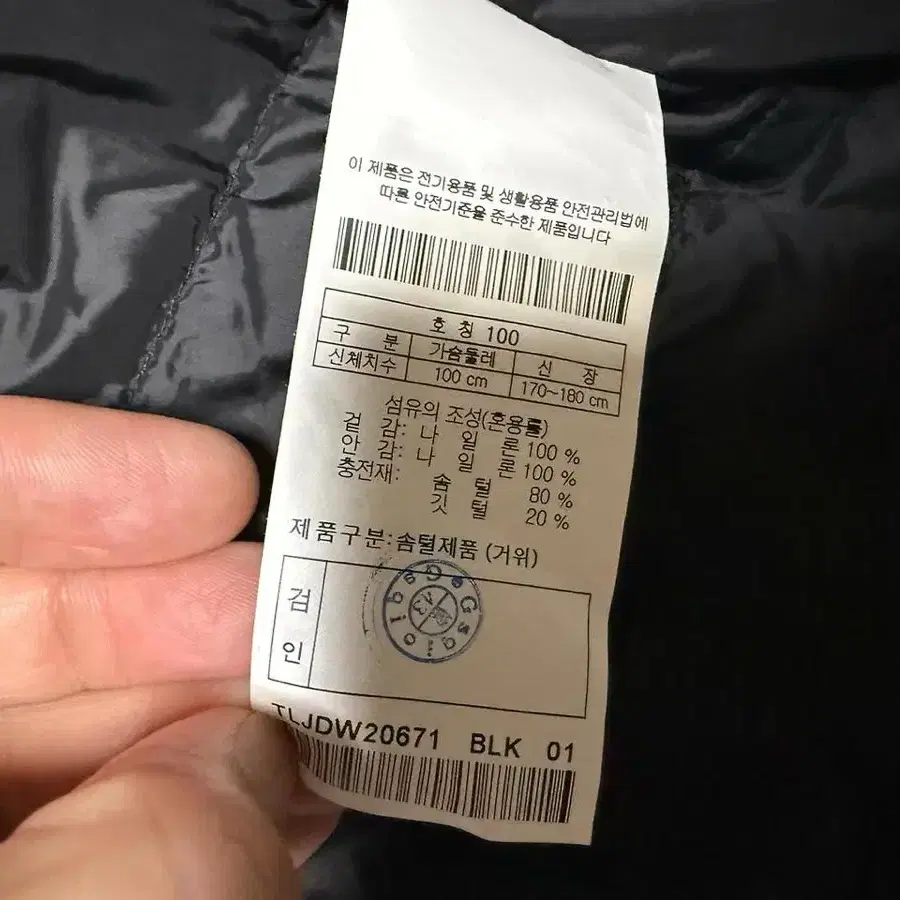 이 제품은 전기용품 및 생활용품 안전관리법에
따른 안전기준을 준수한 제품입니다
호 칭 100
구 분 가슴둘레 신 장
신체치수 100 cm 170~180 cm
섬유의 조성(혼용률)
겉 감: 나 일 론 100 %
안 감: 나 일 론 100 %
충전재: 솜 털 80 %
깃 털 20 %
제품구분:솜털제품 (거위)
검
인
TLJDW20671 BLK 01